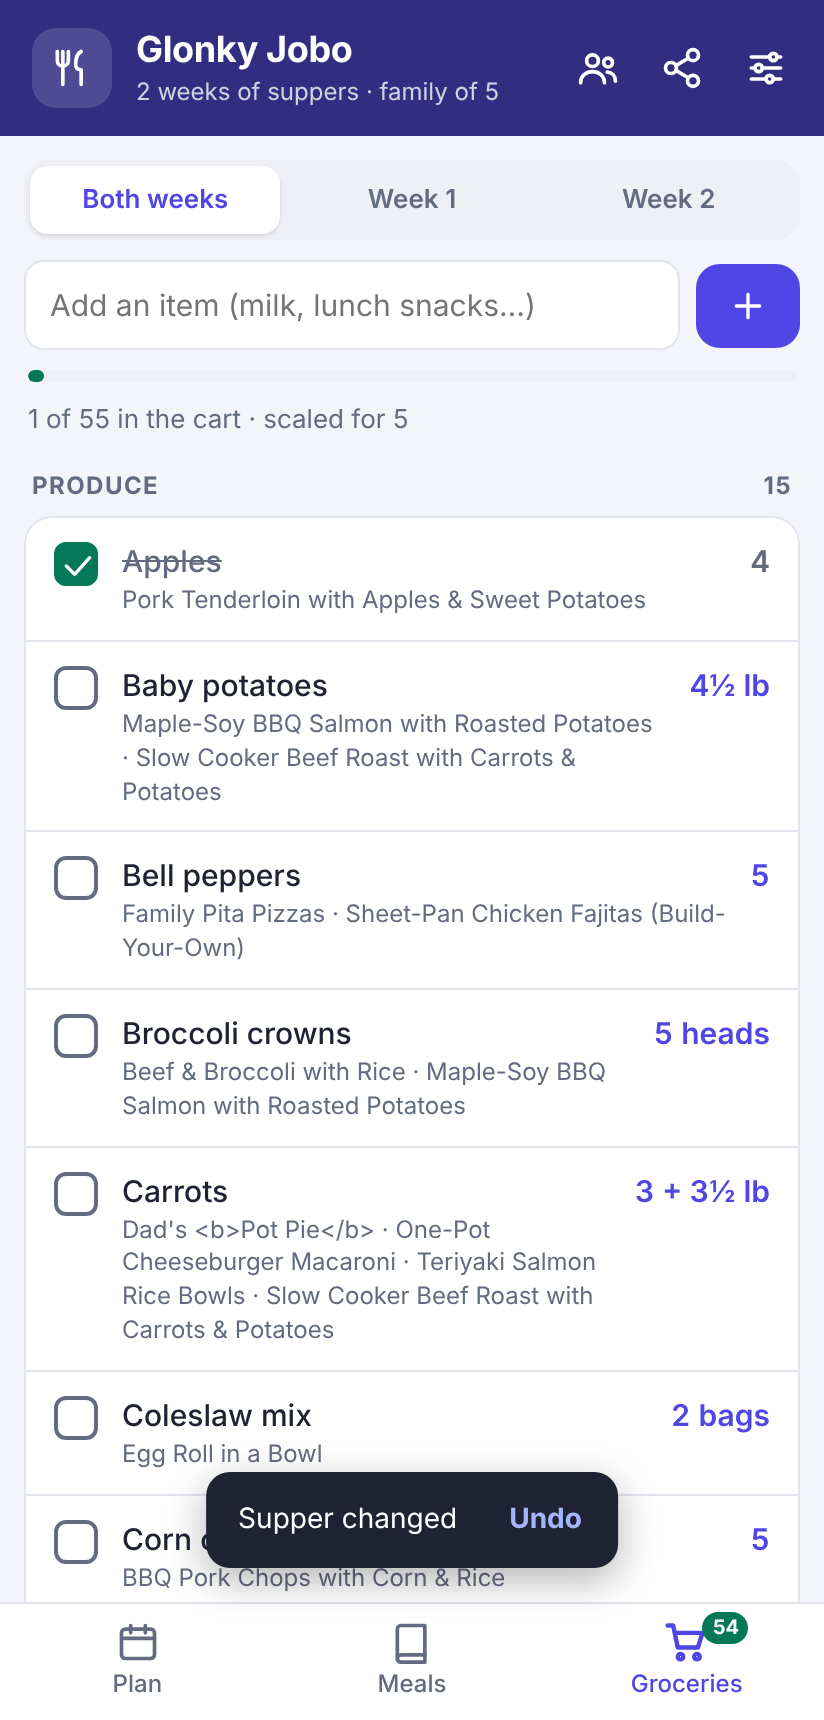 Glonky Jobo
2 weeks of suppers · family of 5
Both weeks
Week 1
Week 2
Add an item (milk, lunch snacks...)
1 of 55 in the cart · scaled for 5
PRODUCE
15
Apples
4
Pork Tenderloin with Apples & Sweet Potatoes
Baby potatoes
4½ lb
Maple-Soy BBQ Salmon with Roasted Potatoes
· Slow Cooker Beef Roast with Carrots &
Potatoes
Bell peppers
5
Family Pita Pizzas · Sheet-Pan Chicken Fajitas (Build-
Your-Own)
Broccoli crowns
5 heads
Beef & Broccoli with Rice · Maple-Soy BBQ
Salmon with Roasted Potatoes
Carrots
3 + 3½ lb
Dad's <b>Pot Pie</b> · One-Pot
Cheeseburger Macaroni · Teriyaki Salmon
Rice Bowls · Slow Cooker Beef Roast with
Carrots & Potatoes
Coleslaw mix
2 bags
Egg Roll in a Bowl
Supper changed
Undo
Corn
5
BBQ Pork Chops with Corn & Rice
54
Plan
Meals
Groceries